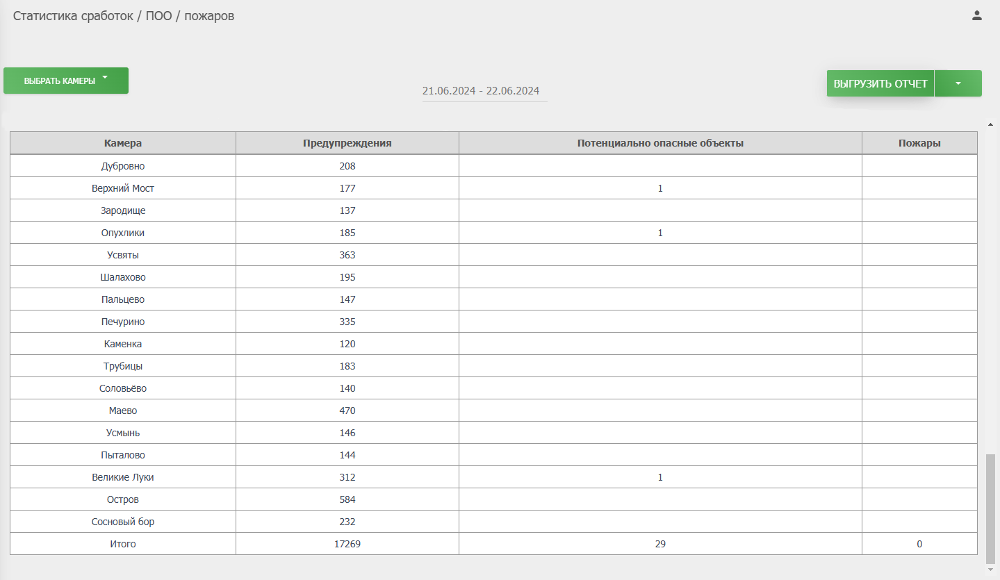 Статистика сработок / ПОО / пожаров
ВЫБРАТЬ КАМЕРЫ
21.06.2024 - 22.06.2024
ВЫГРУЗИТЬ ОТЧЕТ
Камера Предупреждения Потенциально опасные объекты Пожары
Дубровно 208
Верхний Мост 177 1
Зародище 137
Опухлики 185 1
Усвяты 363
Шалахово 195
Пальцево 147
Печурино 335
Каменка 120
Трубицы 183
Соловьёво 140
Маево 470
Усмынь 146
Пыталово 144
Великие Луки 312 1
Остров 584
Сосновый бор 232
Итого 17269 29 0